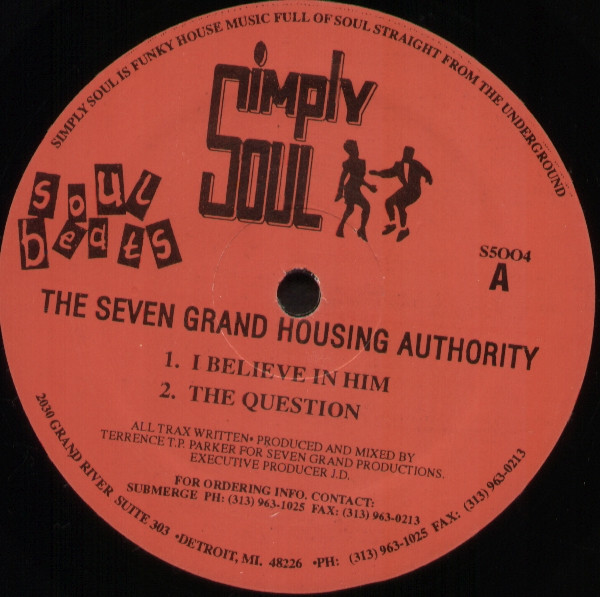 SIMPLY SOUL IS FUNKY HOUSE MUSIC FULL OF SOUL STRAIGHT FROM THE UNDERGROUND
Simply
SOUL
soul
beats
S5OO4
A
THE SEVEN GRAND HOUSING AUTHORITY
1. I BELIEVE IN HIM
2. THE QUESTION
ALL TRAX WRITTEN• PRODUCED AND MIXED BY
TERRENCE T.P. PARKER FOR SEVEN GRAND PRODUCTIONS.
EXECUTIVE PRODUCER J.D.
FOR ORDERING INFO. CONTACT:
SUBMERGE PH: (313) 963-1025 FAX: (313) 963-0213
2030 GRAND RIVER SUITE 303 •DETROIT, MI. 48226 •PH: (313) 963-1025 FAX: (313) 963-0213